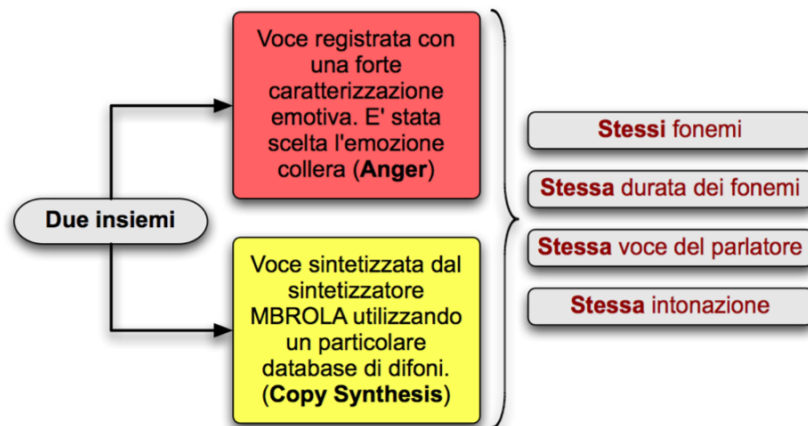 Voce registrata con
una forte
caratterizzazione
emotiva. E' stata
scelta l'emozione
collera (Anger)
Due insiemi
Voce sintetizzata dal
sintetizzatore
MBROLA utilizzando
un particolare
database di difoni.
(Copy Synthesis)
Stessi fonemi
Stessa durata dei fonemi
Stessa voce del parlatore
Stessa intonazione